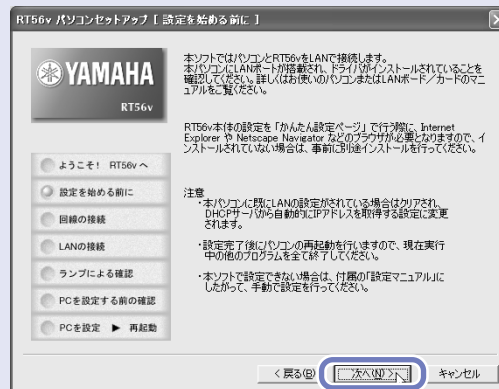 RT56v パソコンセットアップ [ 設定を始める前に ]
YAMAHA
RT56v
ようこそ! RT56v へ
設定を始める前に
回線の接続
LANの接続
ランプによる確認
PCを設定する前の確認
PCを設定 ▶ 再起動
本ソフトではパソコンとRT56vをLANで接続します。
本パソコンにLANポートが搭載され、ドライバがインストールされていることを
確認してください。詳しくはお使いのパソコンまたはLANボード/カードのマニ
ュアルをご覧ください。
RT56v本体の設定を「かんたん設定ページ」で行う際に、Internet
Explorer や Netscape Navigator などのブラウザが必要となりますので、イ
ンストールされていない場合は、事前に別途インストールを行ってください。
注意
・本パソコンに既にLANの設定がされている場合はクリアされ、
DHCPサーバから自動的にIPアドレスを取得する設定に変更
されます。
・設定完了後にパソコンの再起動を行いますので、現在実行
中の他のプログラムを全て終了してください。
・本ソフトで設定できない場合は、付属の「設定マニュアル」に
したがって、手動で設定を行ってください。
< 戻る(B) 次へ(N) > キャンセル